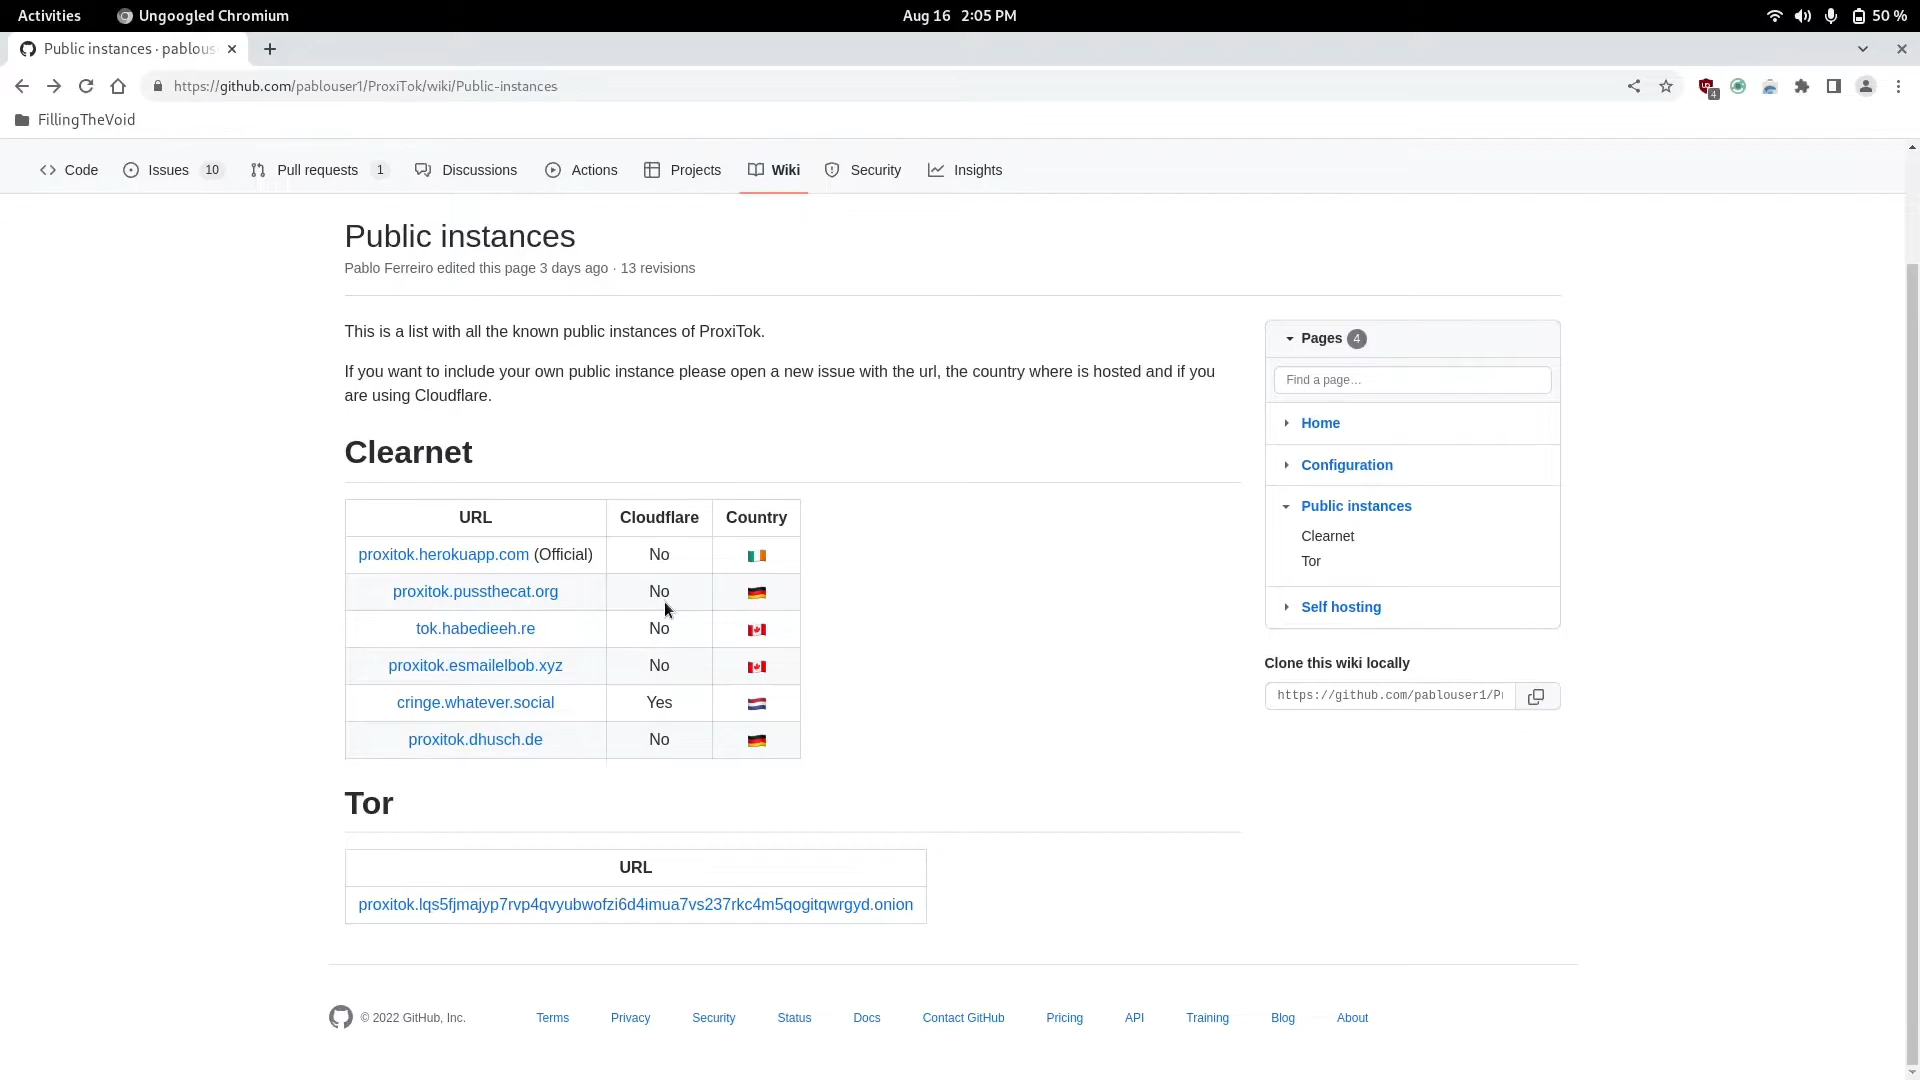 Activities Ungoogled Chromium Aug 16 2:05 PM 50 %
Public instances · pablous
https://github.com/pablouser1/ProxiTok/wiki/Public-instances 4
FillingTheVoid
Code Issues 10 Pull requests 1 Discussions Actions Projects Wiki Security Insights
Public instances
Pablo Ferreiro edited this page 3 days ago · 13 revisions
This is a list with all the known public instances of ProxiTok.
If you want to include your own public instance please open a new issue with the url, the country where is hosted and if you
are using Cloudflare.
Clearnet
URL Cloudflare Country
proxitok.herokuapp.com (Official) No
proxitok.pussthecat.org No
tok.habedieeh.re No
proxitok.esmailelbob.xyz No
cringe.whatever.social Yes
proxitok.dhusch.de No
Tor
URL
proxitok.lqs5fjmajyp7rvp4qvyubwofzi6d4imua7vs237rkc4m5qogitqwrgyd.onion
Pages 4
Find a page…
Home
Configuration
Public instances
Clearnet
Tor
Self hosting
Clone this wiki locally
https://github.com/pablouser1/P
© 2022 GitHub, Inc. Terms Privacy Security Status Docs Contact GitHub Pricing API Training Blog About